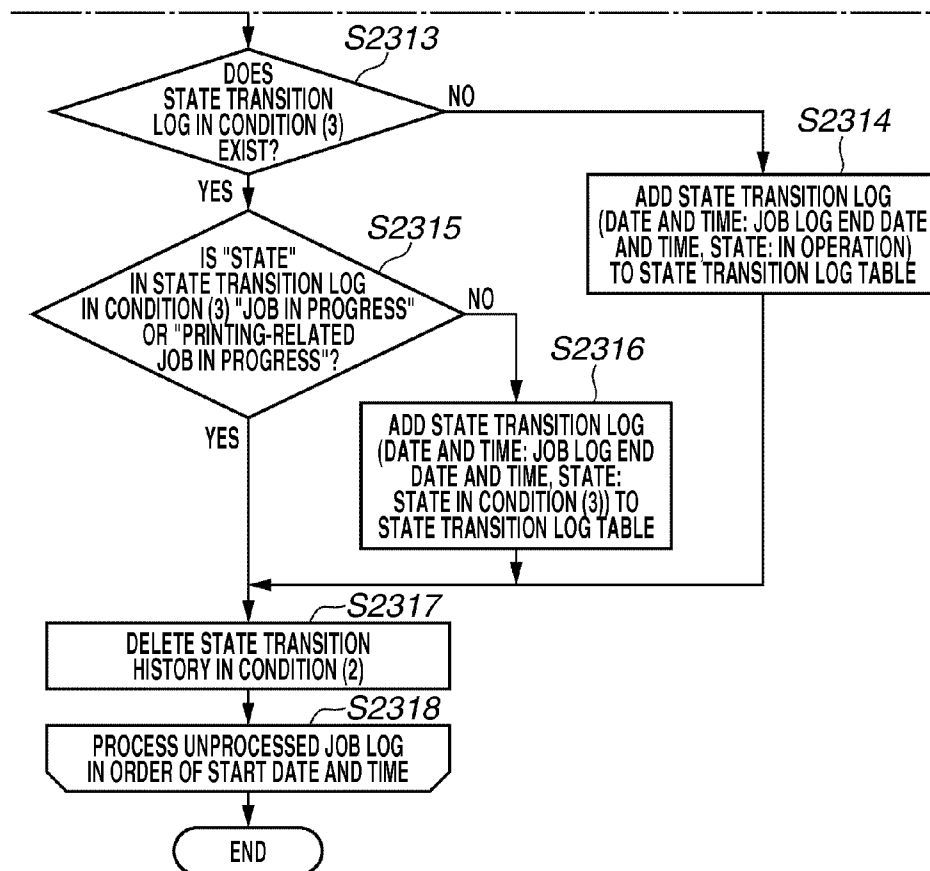 S2313
DOES
STATE TRANSITION
LOG IN CONDITION (3)
EXIST?
NO
YES
S2314
ADD STATE TRANSITION LOG
(DATE AND TIME: JOB LOG END DATE
AND TIME, STATE: IN OPERATION)
TO STATE TRANSITION LOG TABLE
S2315
IS "STATE"
IN STATE TRANSITION LOG
IN CONDITION (3) "JOB IN PROGRESS"
OR "PRINTING-RELATED
JOB IN PROGRESS"?
NO
YES
S2316
ADD STATE TRANSITION LOG
(DATE AND TIME: JOB LOG END
DATE AND TIME, STATE:
STATE IN CONDITION (3)) TO
STATE TRANSITION LOG TABLE
S2317
DELETE STATE TRANSITION
HISTORY IN CONDITION (2)
S2318
PROCESS UNPROCESSED JOB LOG
IN ORDER OF START DATE AND TIME
END